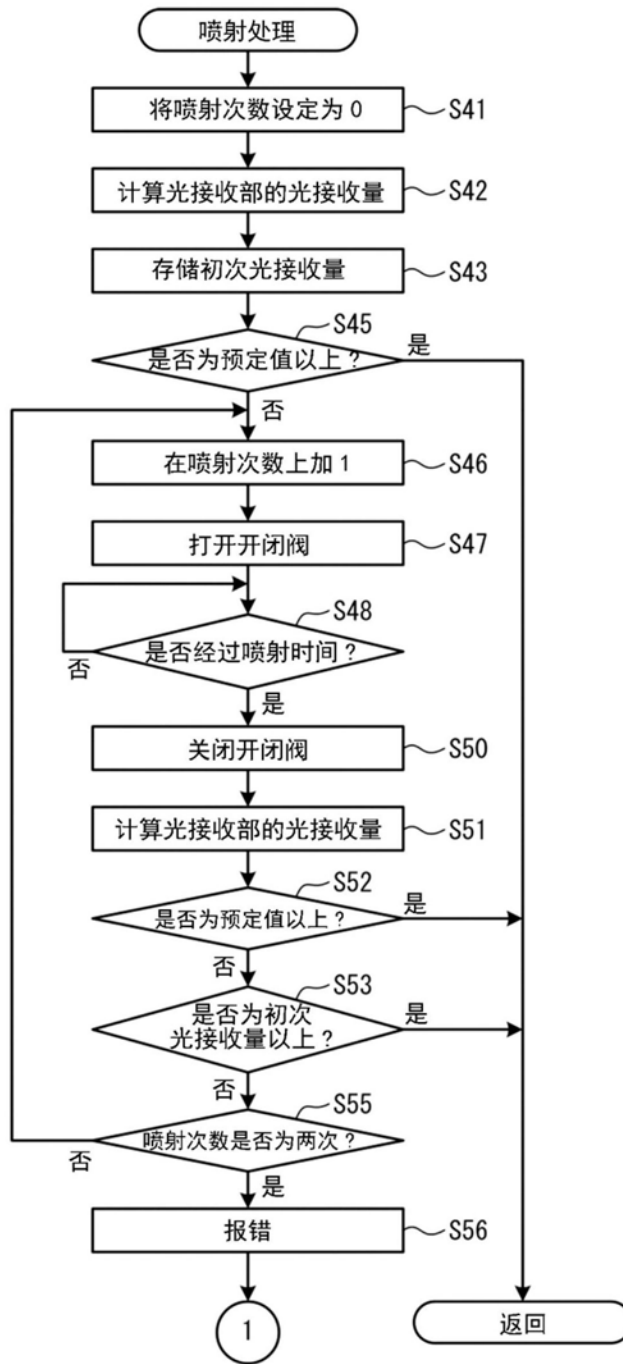 喷射处理
将喷射次数设定为 0
S41
计算光接收部的光接收量
S42
存储初次光接收量
S43
S45
是否为预定值以上?
是
否
在喷射次数上加 1
S46
打开开闭阀
S47
S48
是否经过喷射时间?
否
是
关闭开闭阀
S50
计算光接收部的光接收量
S51
S52
是否为预定值以上?
是
否
S53
是否为初次
光接收量以上?
是
否
S55
喷射次数是否为两次?
否
是
报错
S56
1
返回